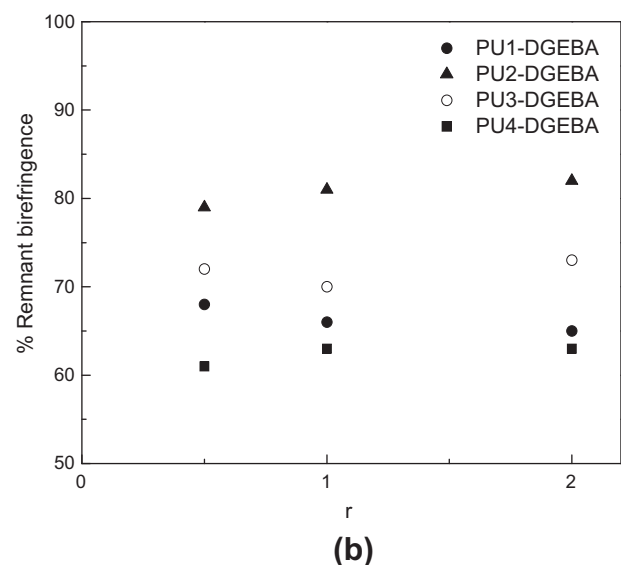 100
90
80
70
60
50
% Remnant birefringence
PU1-DGEBA
PU2-DGEBA
PU3-DGEBA
PU4-DGEBA
0
1
2
r
(b)